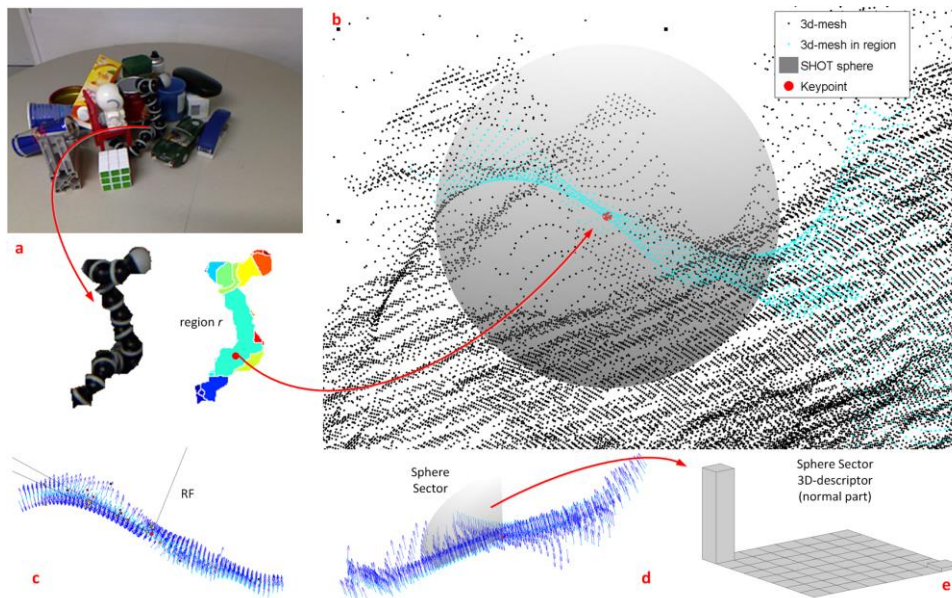 b
3d-mesh
3d-mesh in region
SHOT sphere
Keypoint
a
region r
RF
c
Sphere
Sector
d
Sphere Sector
3D-descriptor
(normal part)
e